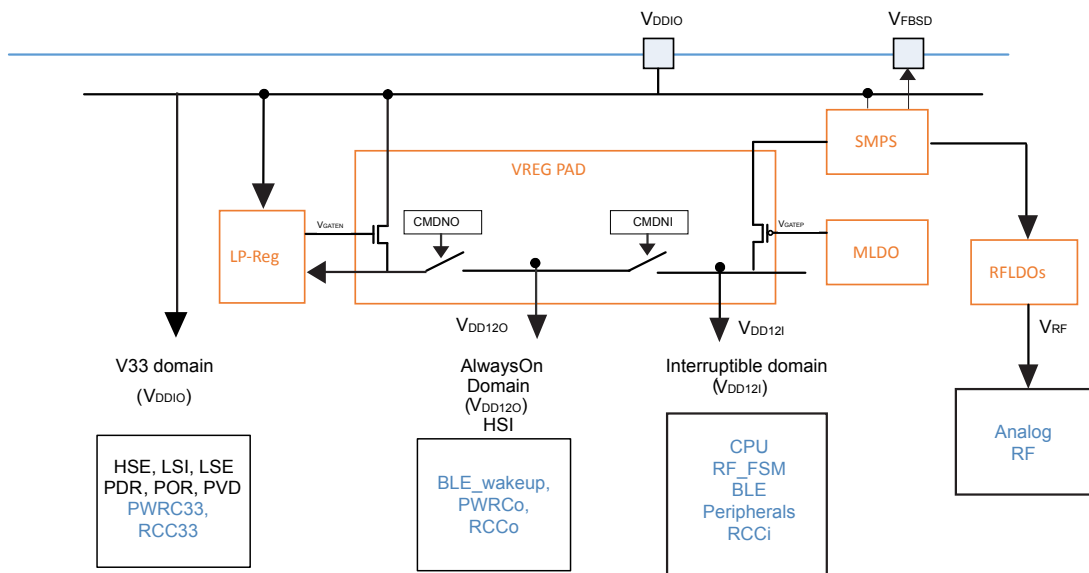 VDDIO
VFBSD
SMPS
VREG PAD
CMDNO
CMDNI
VGATEN
VGATEP
LP-Reg
MLDO
RFLDOs
VDD12O
VDD12I
VRF
V33 domain
(VDDIO)
AlwaysOn
Domain
(VDD12O)
HSI
Interruptible domain
(VDD12I)
HSE, LSI, LSE
PDR, POR, PVD
PWRC33,
RCC33
BLE_wakeup,
PWRCo,
RCCo
CPU
RF_FSM
BLE
Peripherals
RCCi
Analog
RF